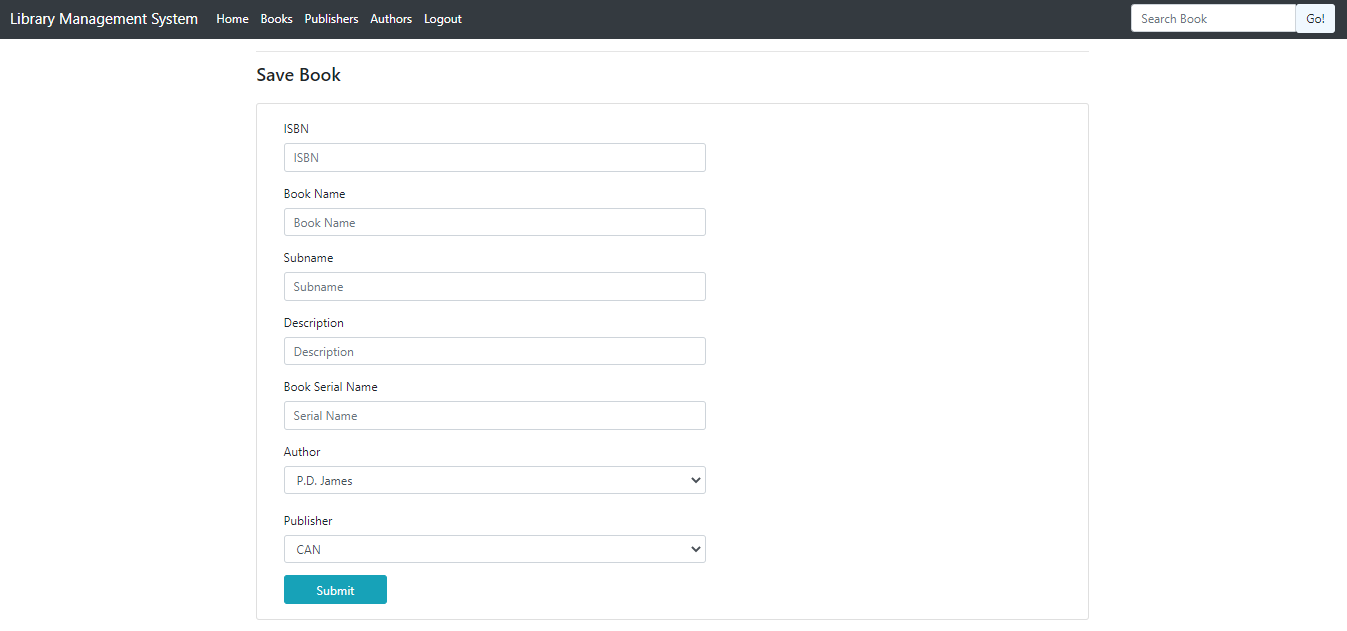 Library Management System Home Books Publishers Authors Logout Search Book Go!
Save Book
ISBN
ISBN
Book Name
Book Name
Subname
Subname
Description
Description
Book Serial Name
Serial Name
Author
P.D. James
Publisher
CAN
Submit